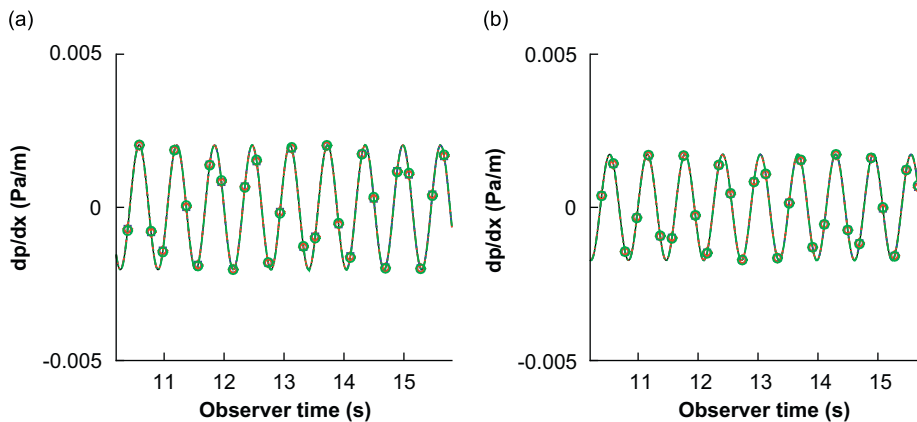 (a)
0.005
0
-0.005
dp/dx (Pa/m)
11 12 13 14 15
Observer time (s)
(b)
0.005
0
-0.005
dp/dx (Pa/m)
11 12 13 14 15
Observer time (s)